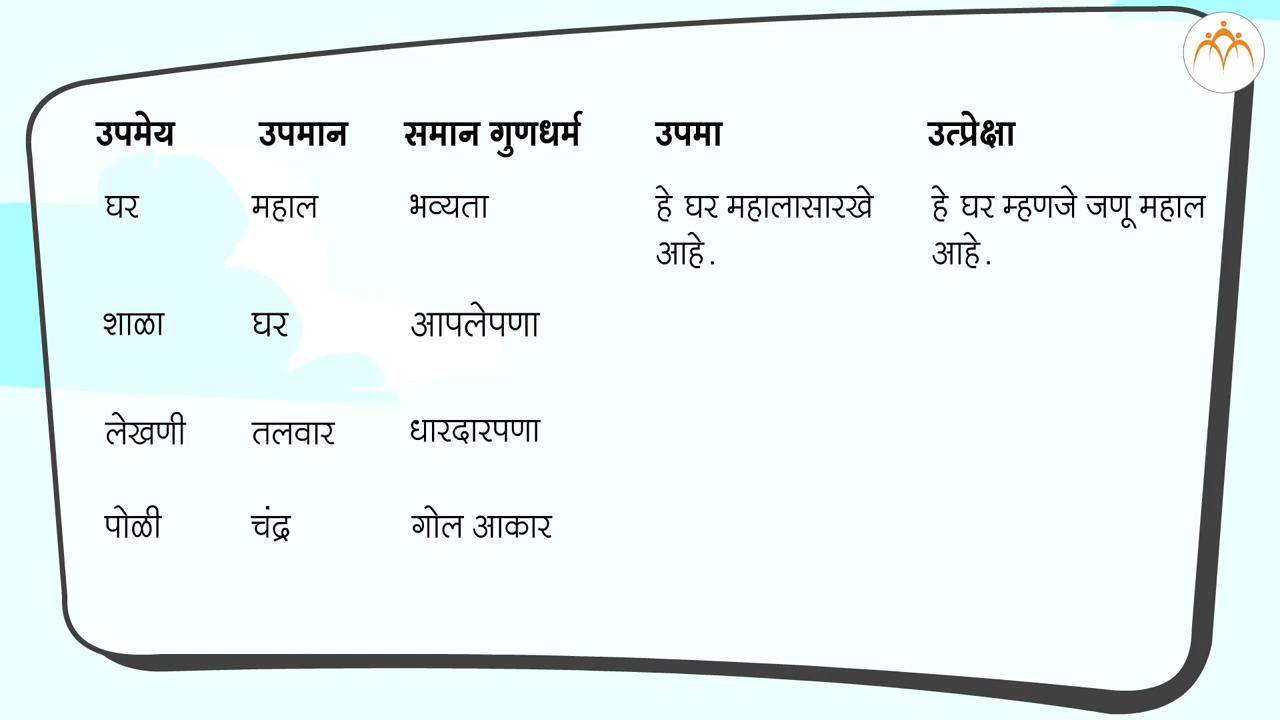 उपमेय उपमान समान गुणधर्म उपमा उत्प्रेक्षा
घर महाल भव्यता हे घर महालासारखे हे घर म्हणजे जणू महाल
आहे. आहे.
शाळा घर आपलेपणा
लेखणी तलवार धारदारपणा
पोळी चंद्र गोल आकार